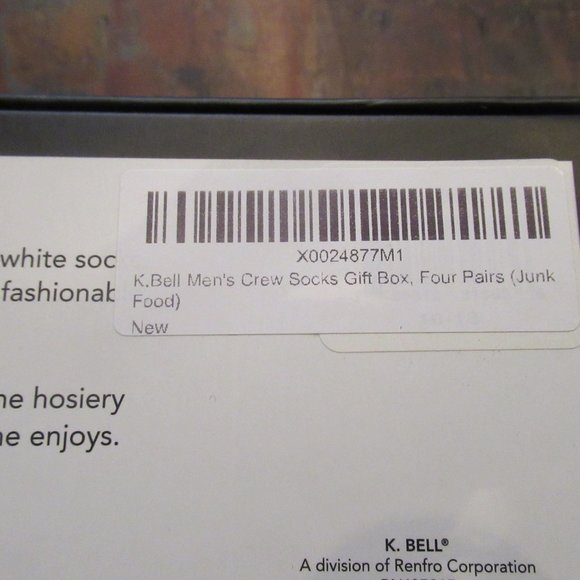 white soc
fashionab
X0024877M1
K.Bell Men's Crew Socks Gift Box, Four Pairs (Junk
Food)
New
he hosiery
ne enjoys.
K. BELL®
A division of Renfro Corporation